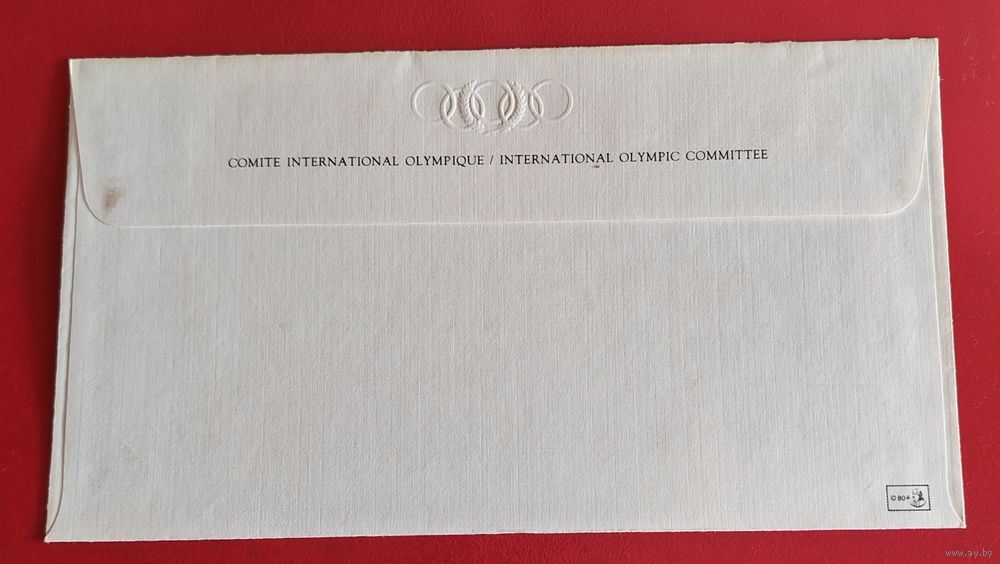 COMITE INTERNATIONAL OLYMPIQUE / INTERNATIONAL OLYMPIC COMMITTEE
© 80+
www.ay.by